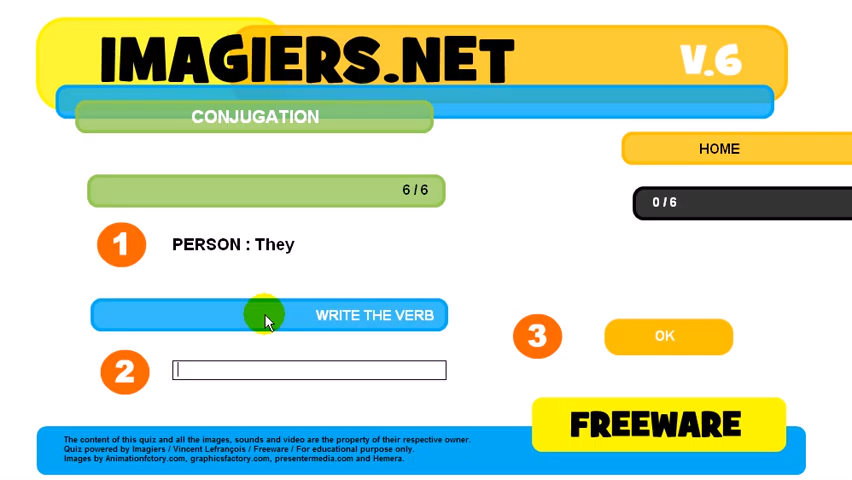 IMAGIERS.NET
V.6
CONJUGATION
HOME
6 / 6
0 / 6
1
PERSON : They
WRITE THE VERB
3
OK
2
FREEWARE
The content of this quiz and all the images, sounds and video are the property of their respective owner.
Quiz powered by Imagiers / Vincent Lefrançois / Freeware / For educational purpose only.
Images by Animationfctory.com, graphicsfactory.com, presentermedia.com and Hemera.